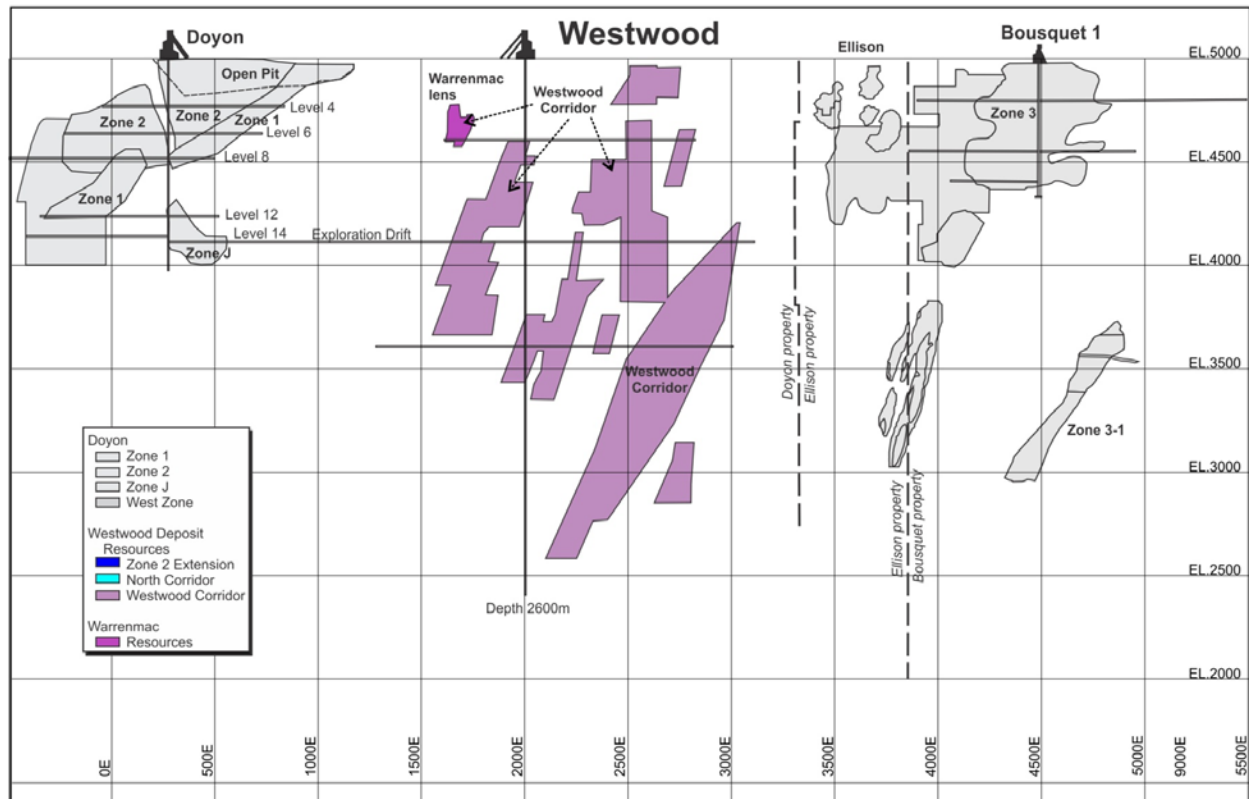 Doyon
Westwood
Ellison
Bousquet 1
EL.5000
Open Pit
Warrenmac
lens
Westwood
Corridor
Zone 2
Zone 2
Level 4
Zone 1
Level 6
Zone 3
Level 8
EL.4500
Zone 1
Level 12
Level 14
Exploration Drift
Zone J
EL.4000
Doyon property
Ellison property
EL.3500
Westwood
Corridor
Zone 3-1
Doyon
Zone 1
Zone 2
Zone J
West Zone
Westwood Deposit
Resources
Zone 2 Extension
North Corridor
Westwood Corridor
Warrenmac
Resources
EL.3000
Ellison property
Bousquet property
EL.2500
Depth 2600m
EL.2000
0E
500E
1000E
1500E
2000E
2500E
3000E
3500E
4000E
4500E
5000E
9000E
5500E